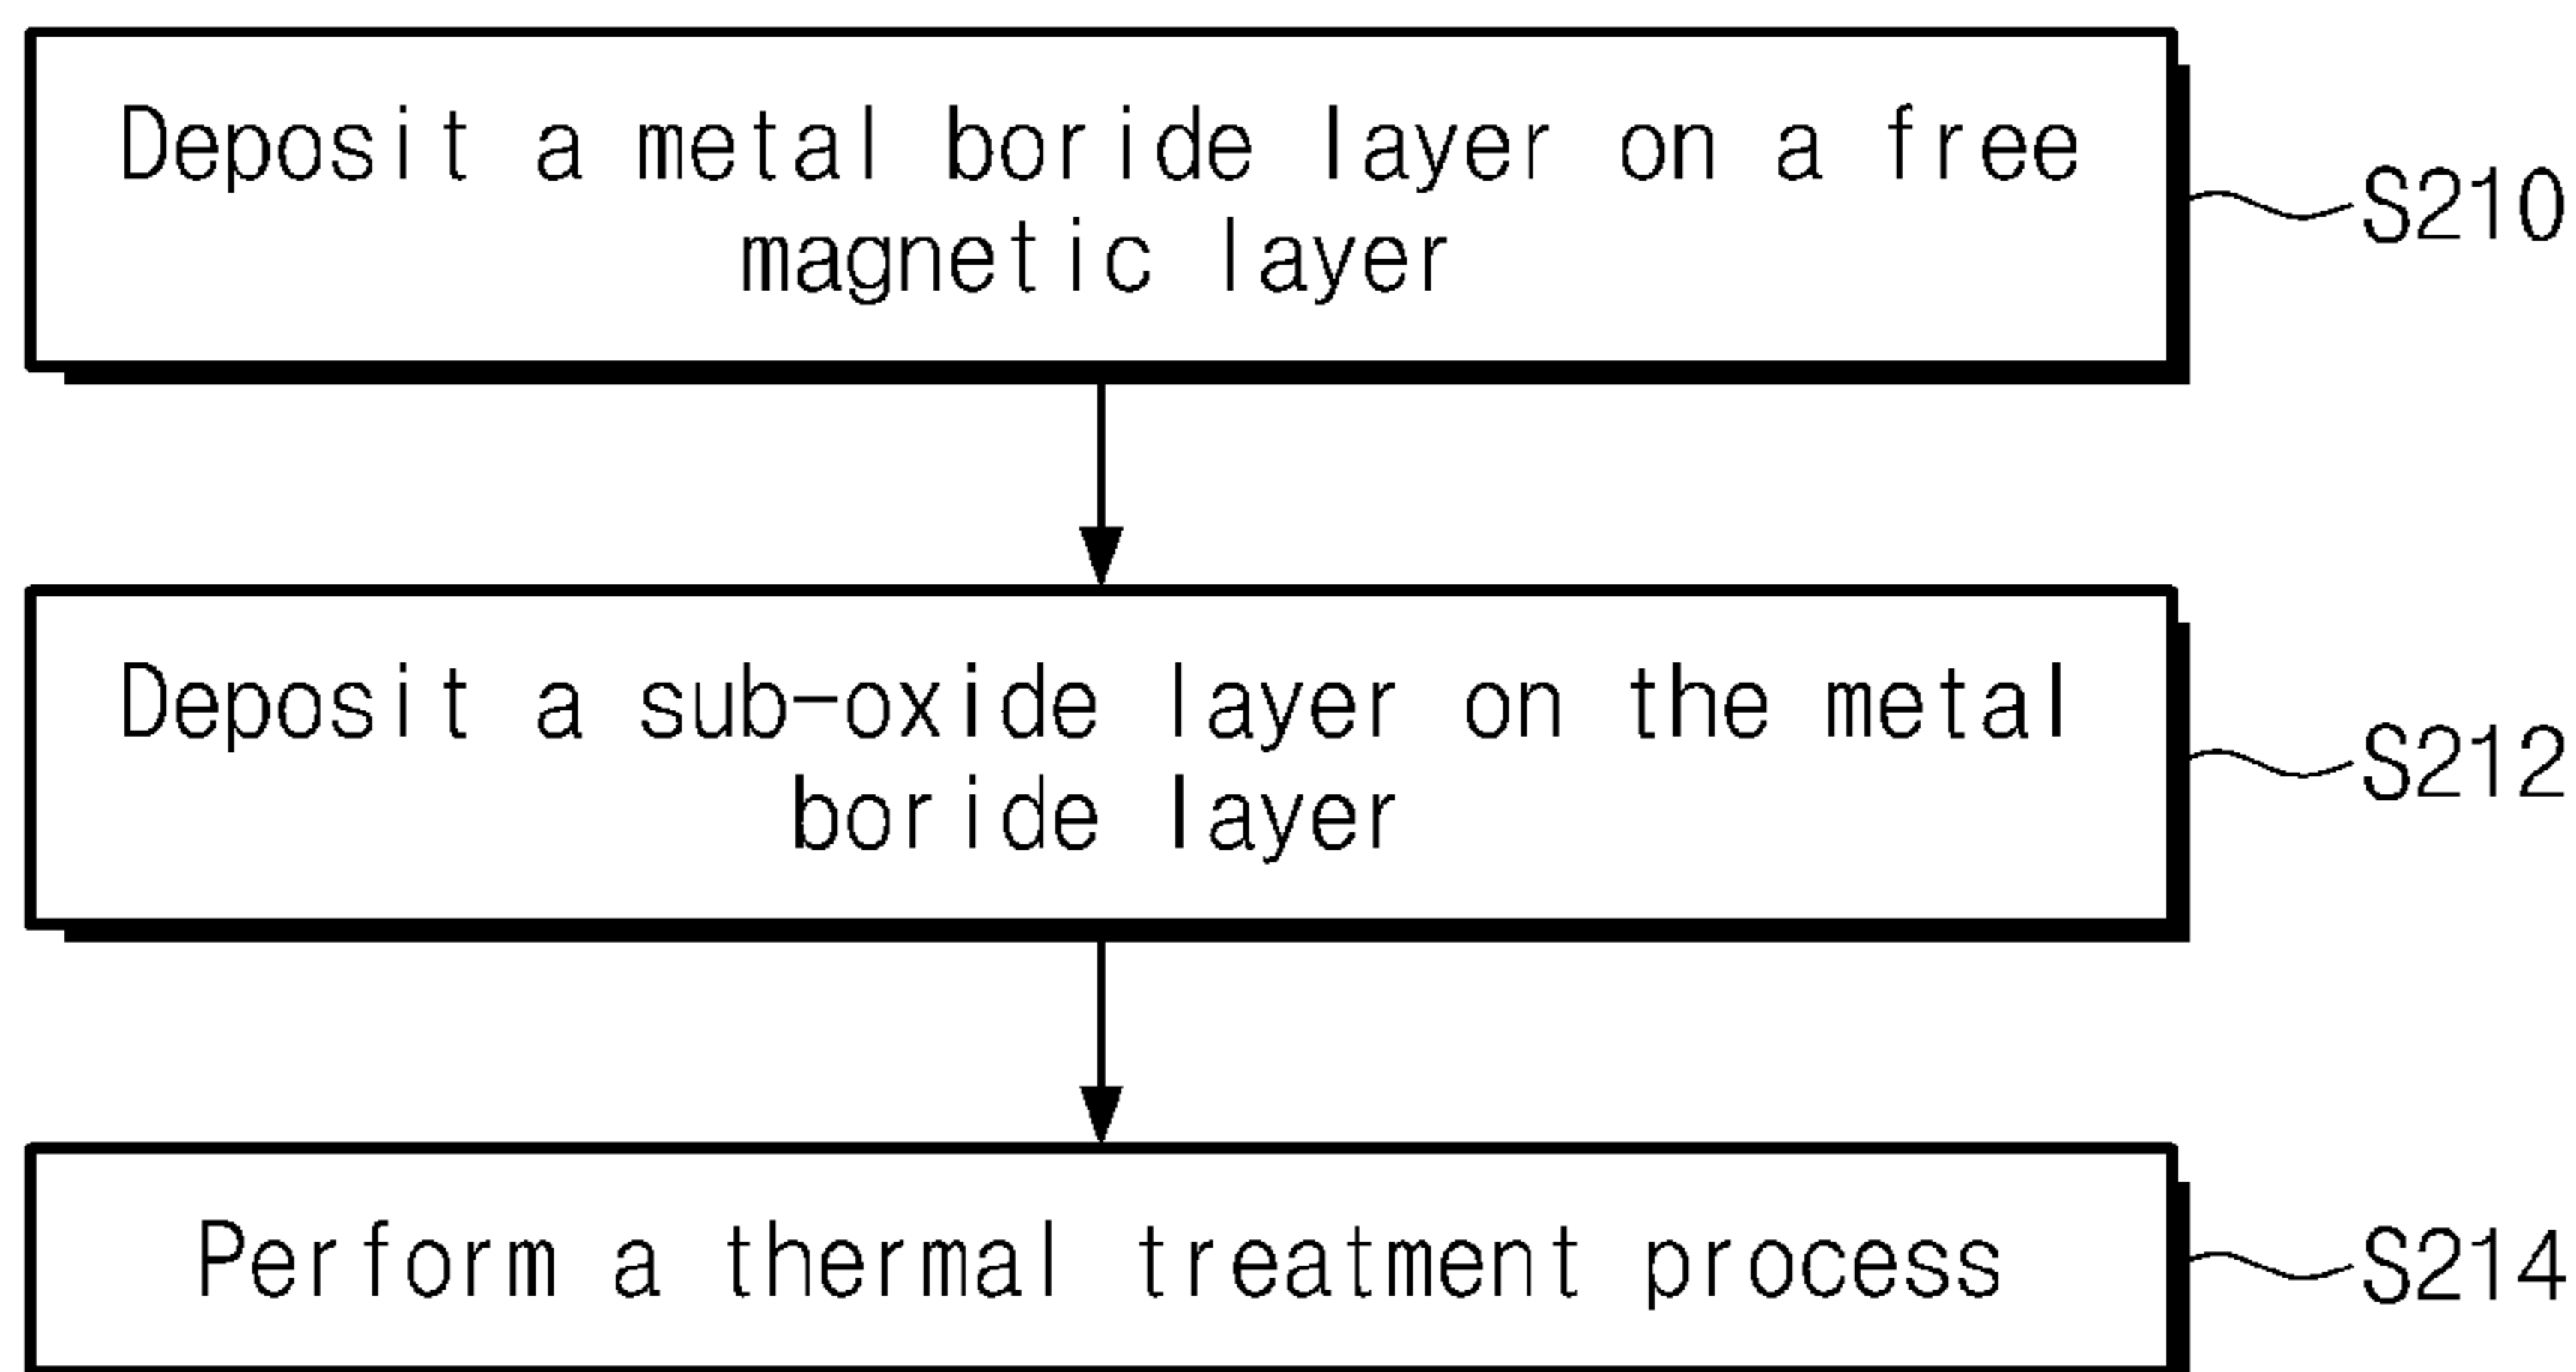 Deposit a metal boride layer on a free
magnetic layer
S210
Deposit a sub-oxide layer on the metal
boride layer
S212
Perform a thermal treatment process
S214